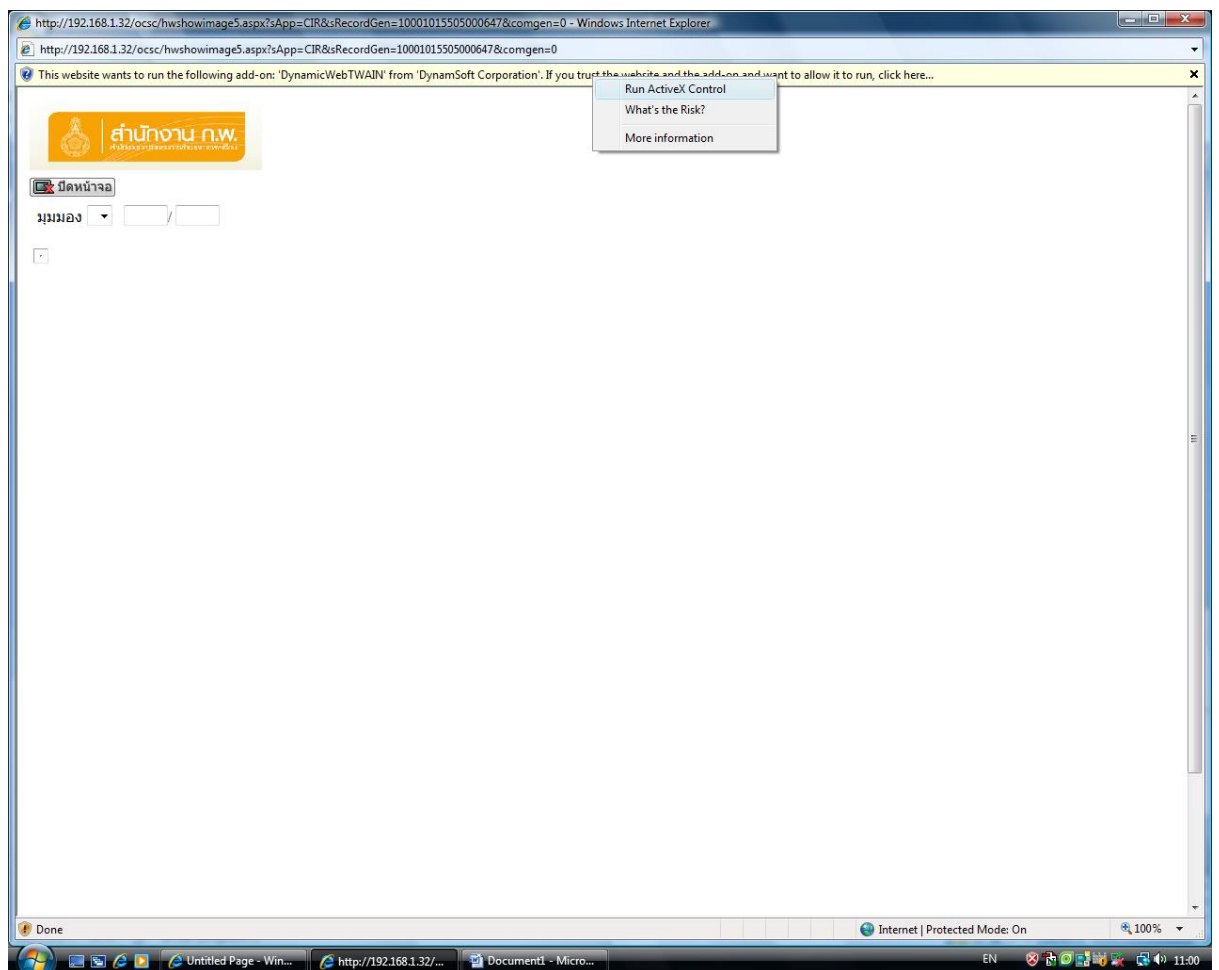 http://192.168.1.32/ocsc/hwshowimage5.aspx?sApp=CIR&sRecordGen=10001015505000647&comgen=0 - Windows Internet Explorer
http://192.168.1.32/ocsc/hwshowimage5.aspx?sApp=CIR&sRecordGen=10001015505000647&comgen=0
This website wants to run the following add-on: 'DynamicWebTWAIN' from 'DynamSoft Corporation'. If you trust the website and the add-on and want to allow it to run, click here...
Run ActiveX Control
What's the Risk?
More information
สำนักงาน ก.พ.
ปิดหน้าจอ
มุมมอง /
Done
Internet | Protected Mode: On
100%
Untitled Page - Win...
http://192.168.1.32/...
Document1 - Micro...
EN
11:00